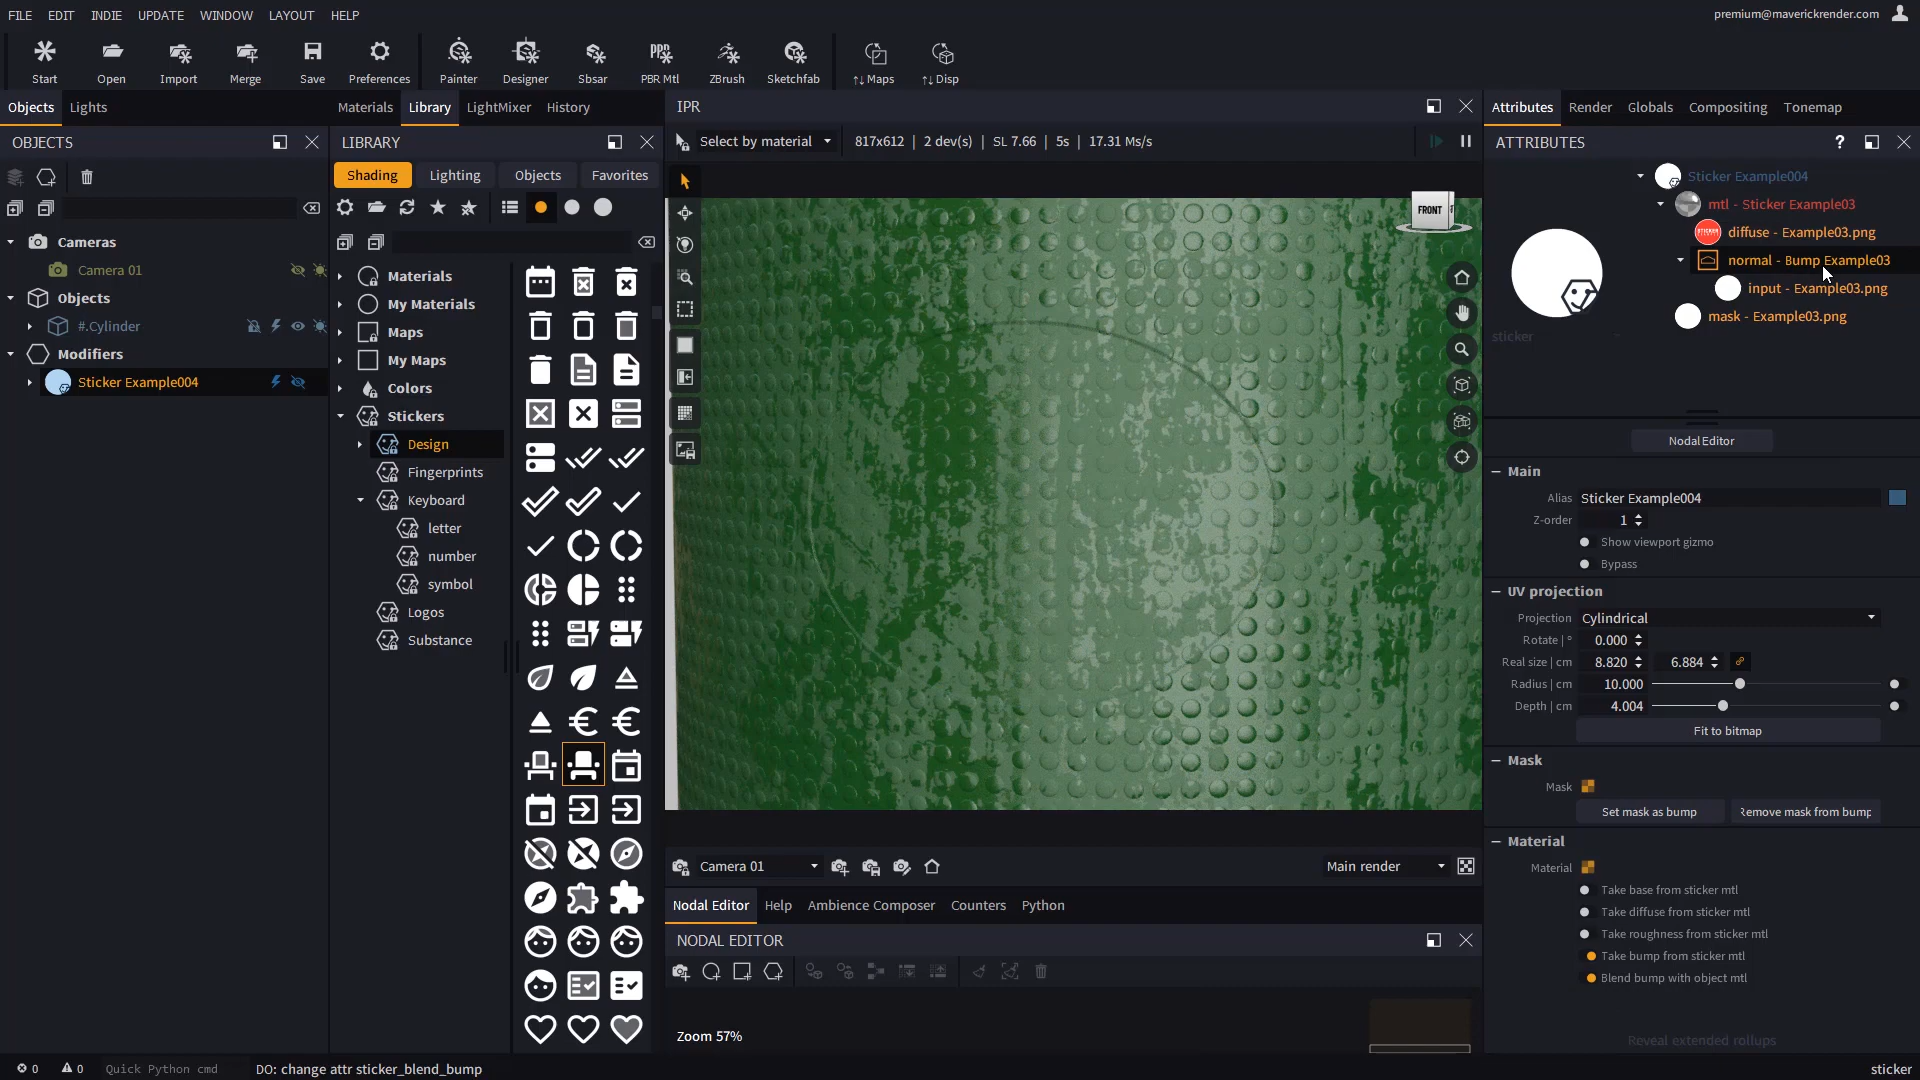 FILE EDIT INDIE UPDATE WINDOW LAYOUT HELP
premium@maverickrender.com
Start Open Import Merge Save Preferences Painter Designer Sbsar PBR Mtl ZBrush Sketchfab ↑↓ Maps ↑↓ Disp
Objects Lights
OBJECTS
Cameras
Camera 01
Objects
#.Cylinder
Modifiers
Sticker Example004
Materials Library LightMixer History
LIBRARY
Shading Lighting Objects Favorites
Materials
My Materials
Maps
My Maps
Colors
Stickers
Design
Fingerprints
Keyboard
letter
number
symbol
Logos
Substance
IPR
Select by material 817x612 | 2 dev(s) | SL 7.66 | 5s | 17.31 Ms/s
FRONT
Camera 01
Main render
Nodal Editor Help Ambience Composer Counters Python
NODAL EDITOR
Zoom 57%
Attributes Render Globals Compositing Tonemap
ATTRIBUTES ?
Sticker Example004
mtl - Sticker Example03
diffuse - Example03.png
normal - Bump Example03
input - Example03.png
mask - Example03.png
sticker
Nodal Editor
Main
Alias Sticker Example004
Z-order 1
Show viewport gizmo
Bypass
UV projection
Projection Cylindrical
Rotate | ° 0.000
Real size | cm 8.820 6.884
Radius | cm 10.000
Depth | cm 4.004
Fit to bitmap
Mask
Mask
Set mask as bump Remove mask from bump
Material
Material
Take base from sticker mtl
Take diffuse from sticker mtl
Take roughness from sticker mtl
Take bump from sticker mtl
Blend bump with object mtl
Reveal extended rollups
0 0 Quick Python cmd DO: change attr sticker_blend_bump
sticker